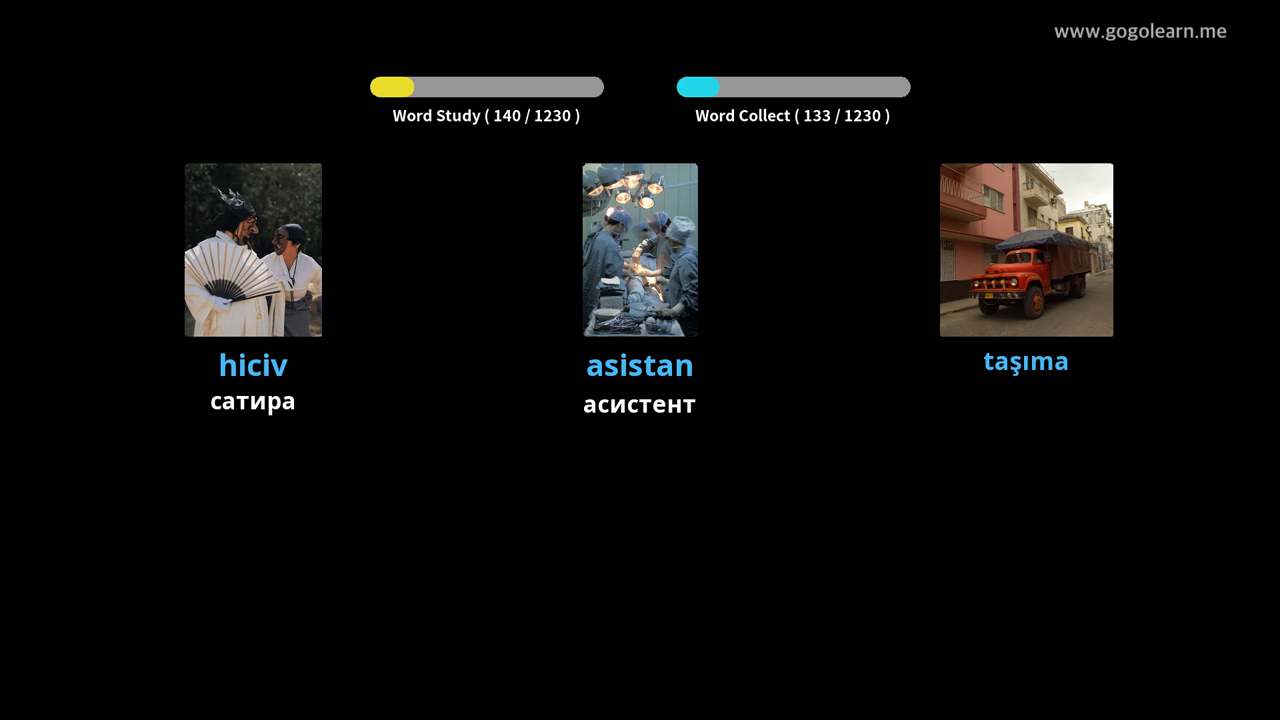 www.gogolearn.me
Word Study ( 140 / 1230 )
Word Collect ( 133 / 1230 )
hiciv
сатира
asistan
асистент
taşıma